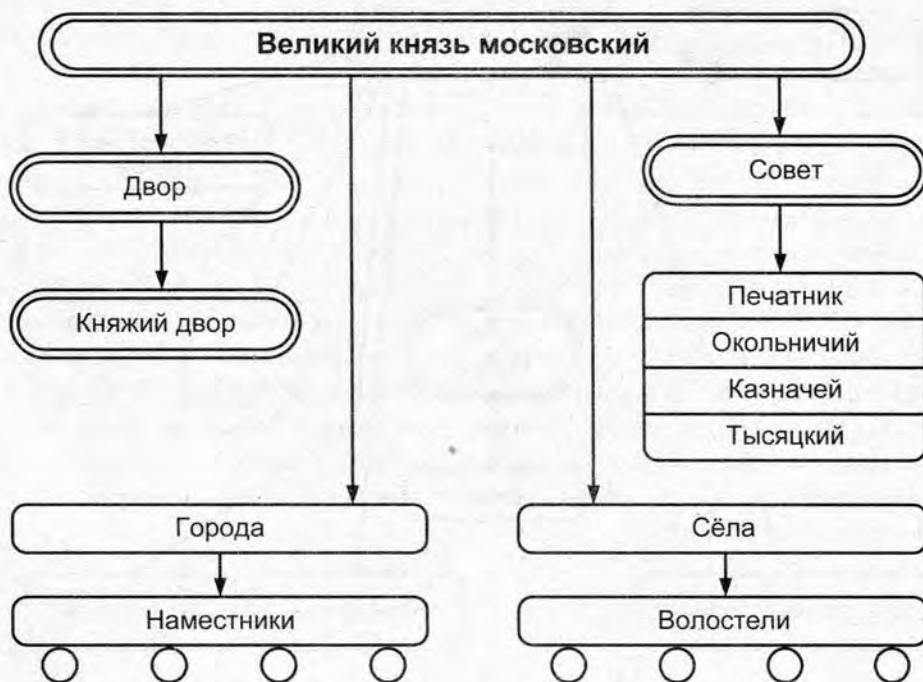 Великий князь московский
Двор
Совет
Княжий двор
Печатник
Окольничий
Казначей
Тысяцкий
Города
Сёла
Наместники
Волостели